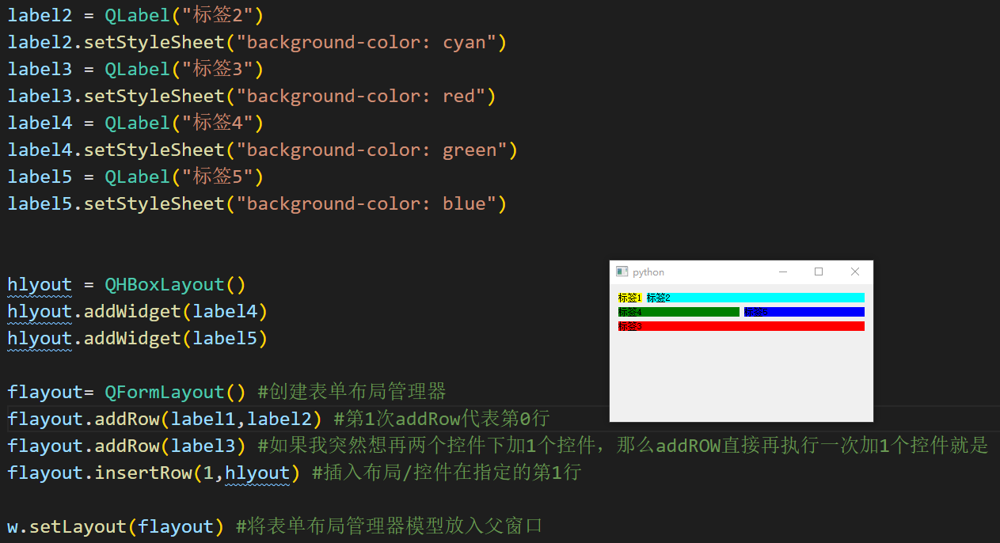 label2 = QLabel("标签2")
label2.setStyleSheet("background-color: cyan")
label3 = QLabel("标签3")
label3.setStyleSheet("background-color: red")
label4 = QLabel("标签4")
label4.setStyleSheet("background-color: green")
label5 = QLabel("标签5")
label5.setStyleSheet("background-color: blue")
hlyout = QHBoxLayout()
hlyout.addWidget(label4)
hlyout.addWidget(label5)
flayout= QFormLayout() #创建表单布局管理器
flayout.addRow(label1,label2) #第1次addRow代表第0行
flayout.addRow(label3) #如果我突然想再两个控件下加1个控件，那么addROW直接再执行一次加1个控件就是
flayout.insertRow(1,hlyout) #插入布局/控件在指定的第1行
w.setLayout(flayout) #将表单布局管理器模型放入父窗口
python
标签1 标签2
标签4 标签5
标签3